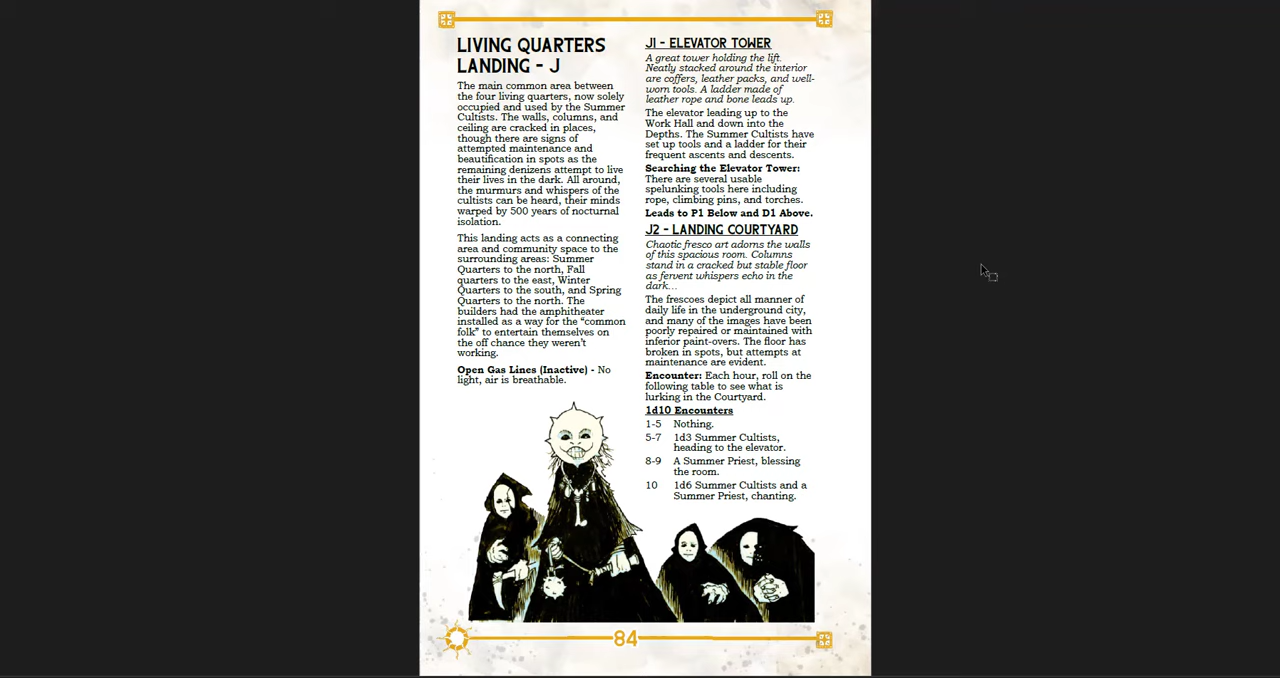 LIVING QUARTERS
LANDING - J
The main common area between
the four living quarters, now solely
occupied and used by the Summer
Cultists. The walls, columns, and
ceiling are cracked in places,
though there are signs of
attempted maintenance and
beautification in spots as the
remaining denizens attempt to live
their lives in the dark. All around,
the murmurs and whispers of the
cultists can be heard, their minds
warped by 500 years of nocturnal
isolation.
This landing acts as a connecting
area and community space to the
surrounding areas: Summer
Quarters to the north, Fall
quarters to the east, Winter
Quarters to the south, and Spring
Quarters to the north. The
builders had the amphitheater
installed as a way for the “common
folk” to entertain themselves on
the off chance they weren’t
working.
Open Gas Lines (Inactive) - No
light, air is breathable.
J1 - ELEVATOR TOWER
A great tower holding the lift.
Neatly stacked around the interior
are coffers, leather packs, and well-
worn tools. A ladder made of
leather rope and bone leads up.
The elevator leading up to the
Work Hall and down into the
Depths. The Summer Cultists have
set up tools and a ladder for their
frequent ascents and descents.
Searching the Elevator Tower:
There are several usable
spelunking tools here including
rope, climbing pins, and torches.
Leads to P1 Below and D1 Above.
J2 - LANDING COURTYARD
Chaotic fresco art adorns the walls
of this spacious room. Columns
stand in a cracked but stable floor
as fervent whispers echo in the
dark...
The frescoes depict all manner of
daily life in the underground city,
and many of the images have been
poorly repaired or maintained with
inferior paint-overs. The floor has
broken in spots, but attempts at
maintenance are evident.
Encounter: Each hour, roll on the
following table to see what is
lurking in the Courtyard.
1d10 Encounters
1-5 Nothing.
5-7 1d3 Summer Cultists,
heading to the elevator.
8-9 A Summer Priest, blessing
the room.
10 1d6 Summer Cultists and a
Summer Priest, chanting.
84